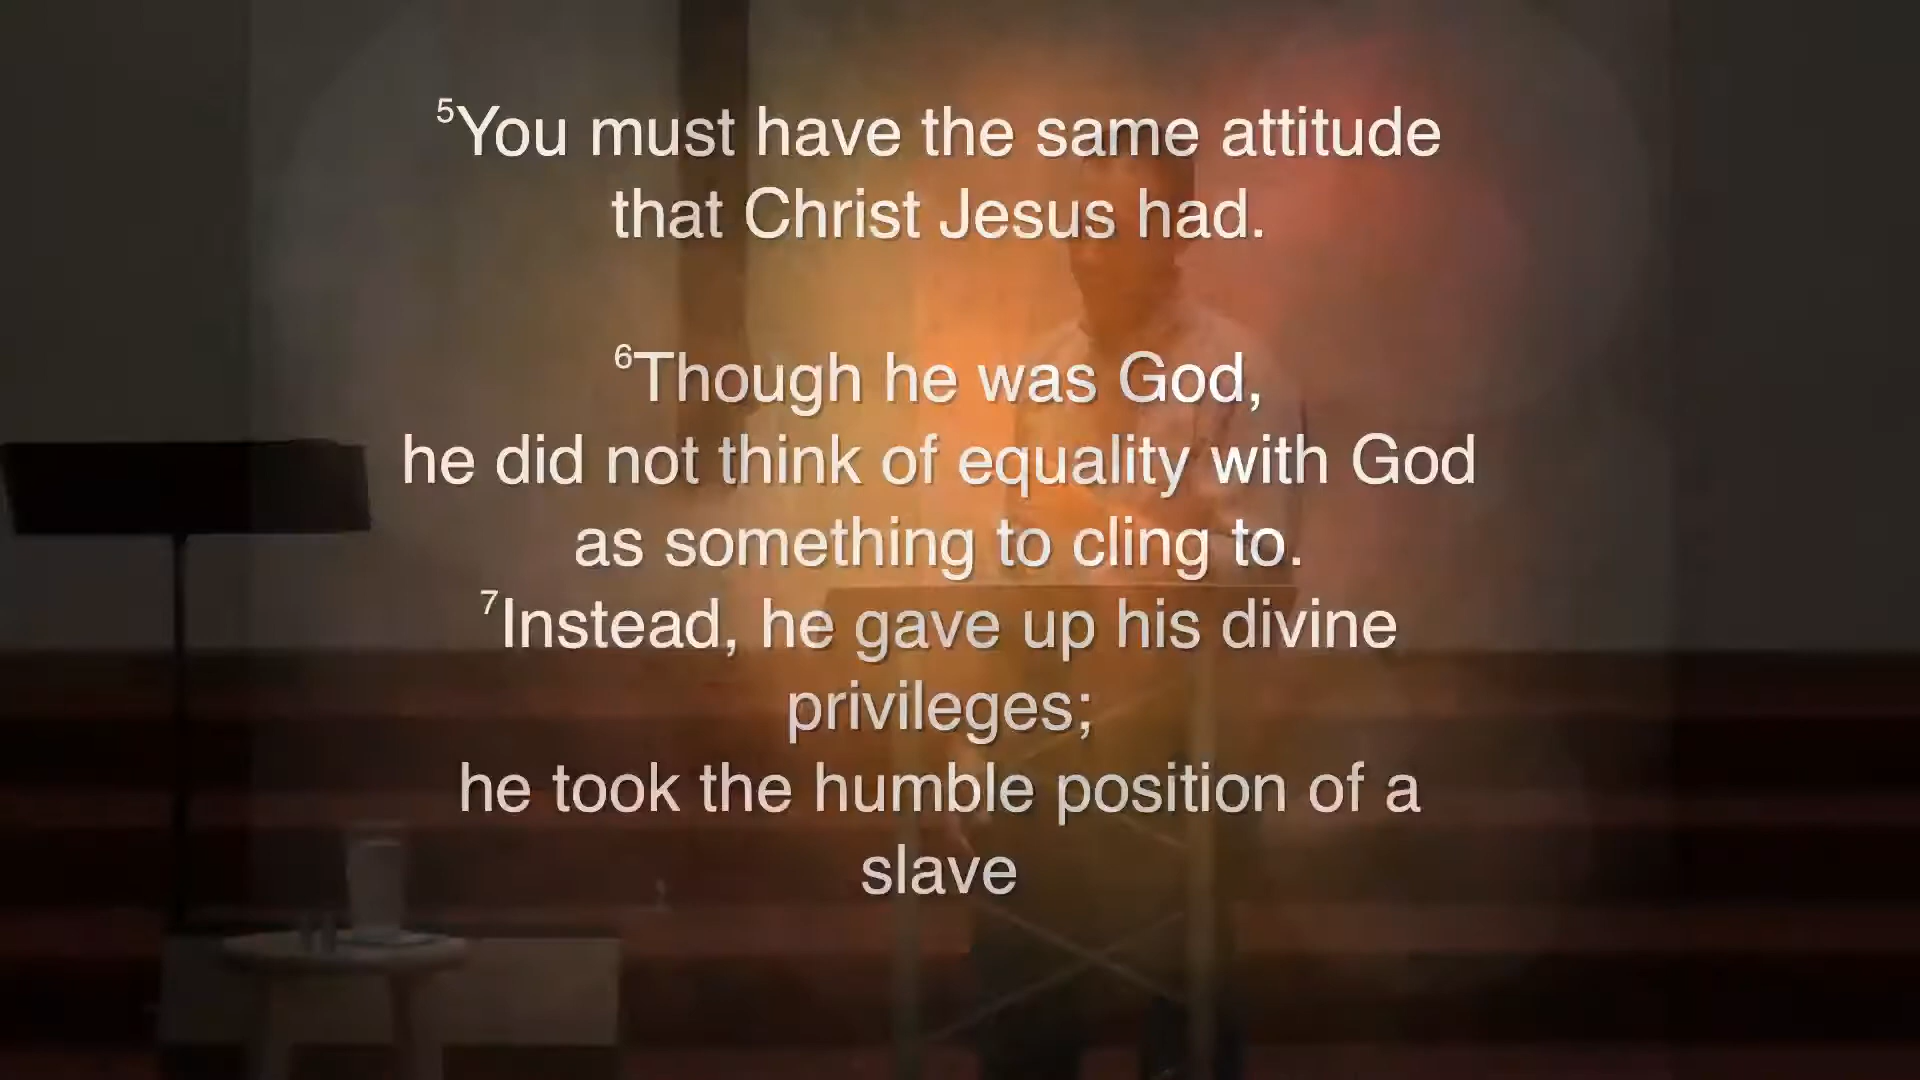 ⁵You must have the same attitude
that Christ Jesus had.
⁶Though he was God,
he did not think of equality with God
as something to cling to.
⁷Instead, he gave up his divine
privileges;
he took the humble position of a
slave